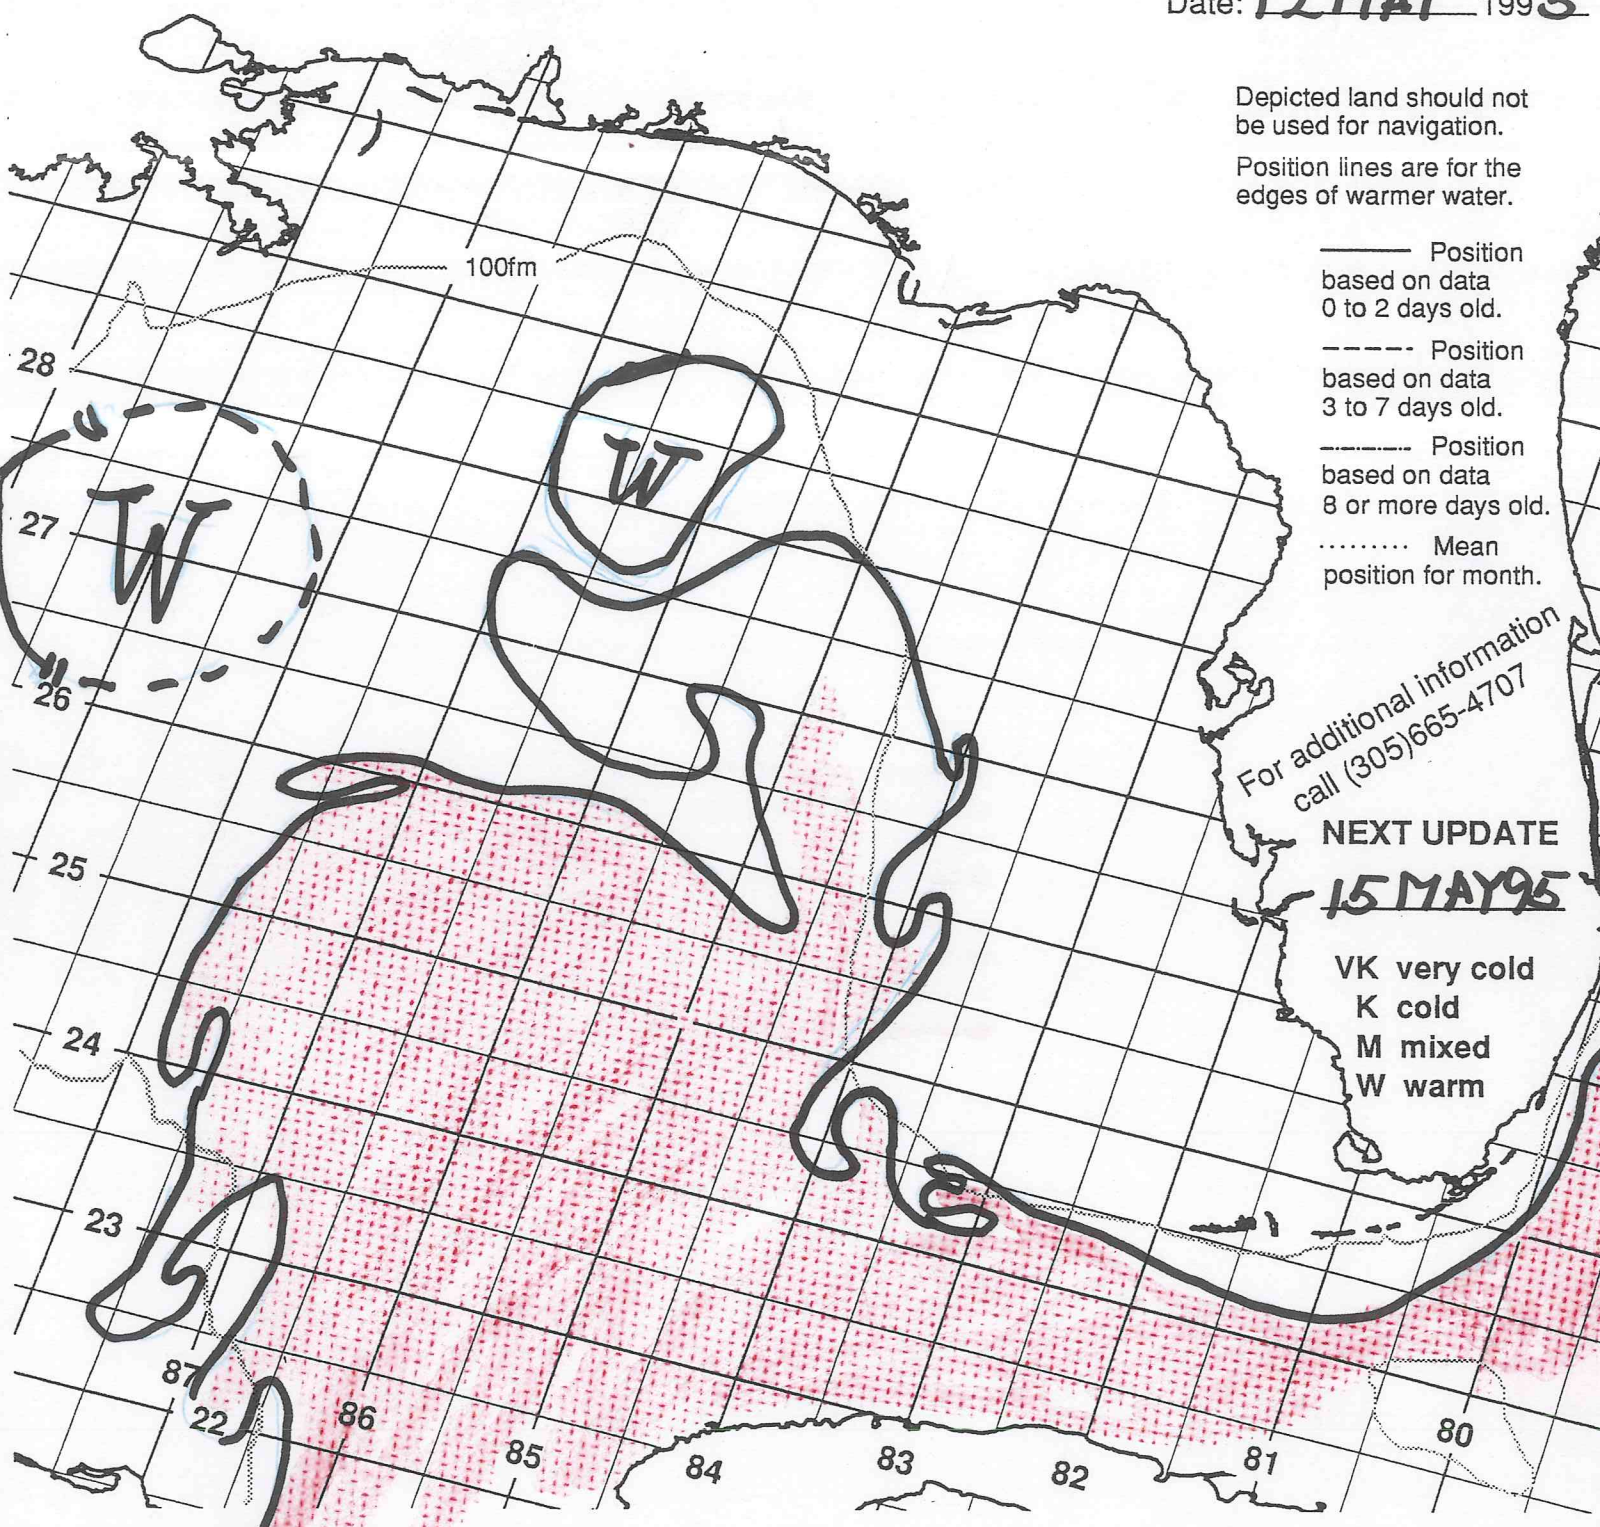 Date: 12 MAY 1995
Depicted land should not
be used for navigation.
Position lines are for the
edges of warmer water.
Position
based on data
0 to 2 days old.
Position
based on data
3 to 7 days old.
Position
based on data
8 or more days old.
Mean
position for month.
For additional information
call (305)665-4707
NEXT UPDATE
15 MAY 95
VK very cold
K cold
M mixed
W warm
100fm
28
W
27
W
26
25
24
23
87
22
86
85
84
83
82
81
80